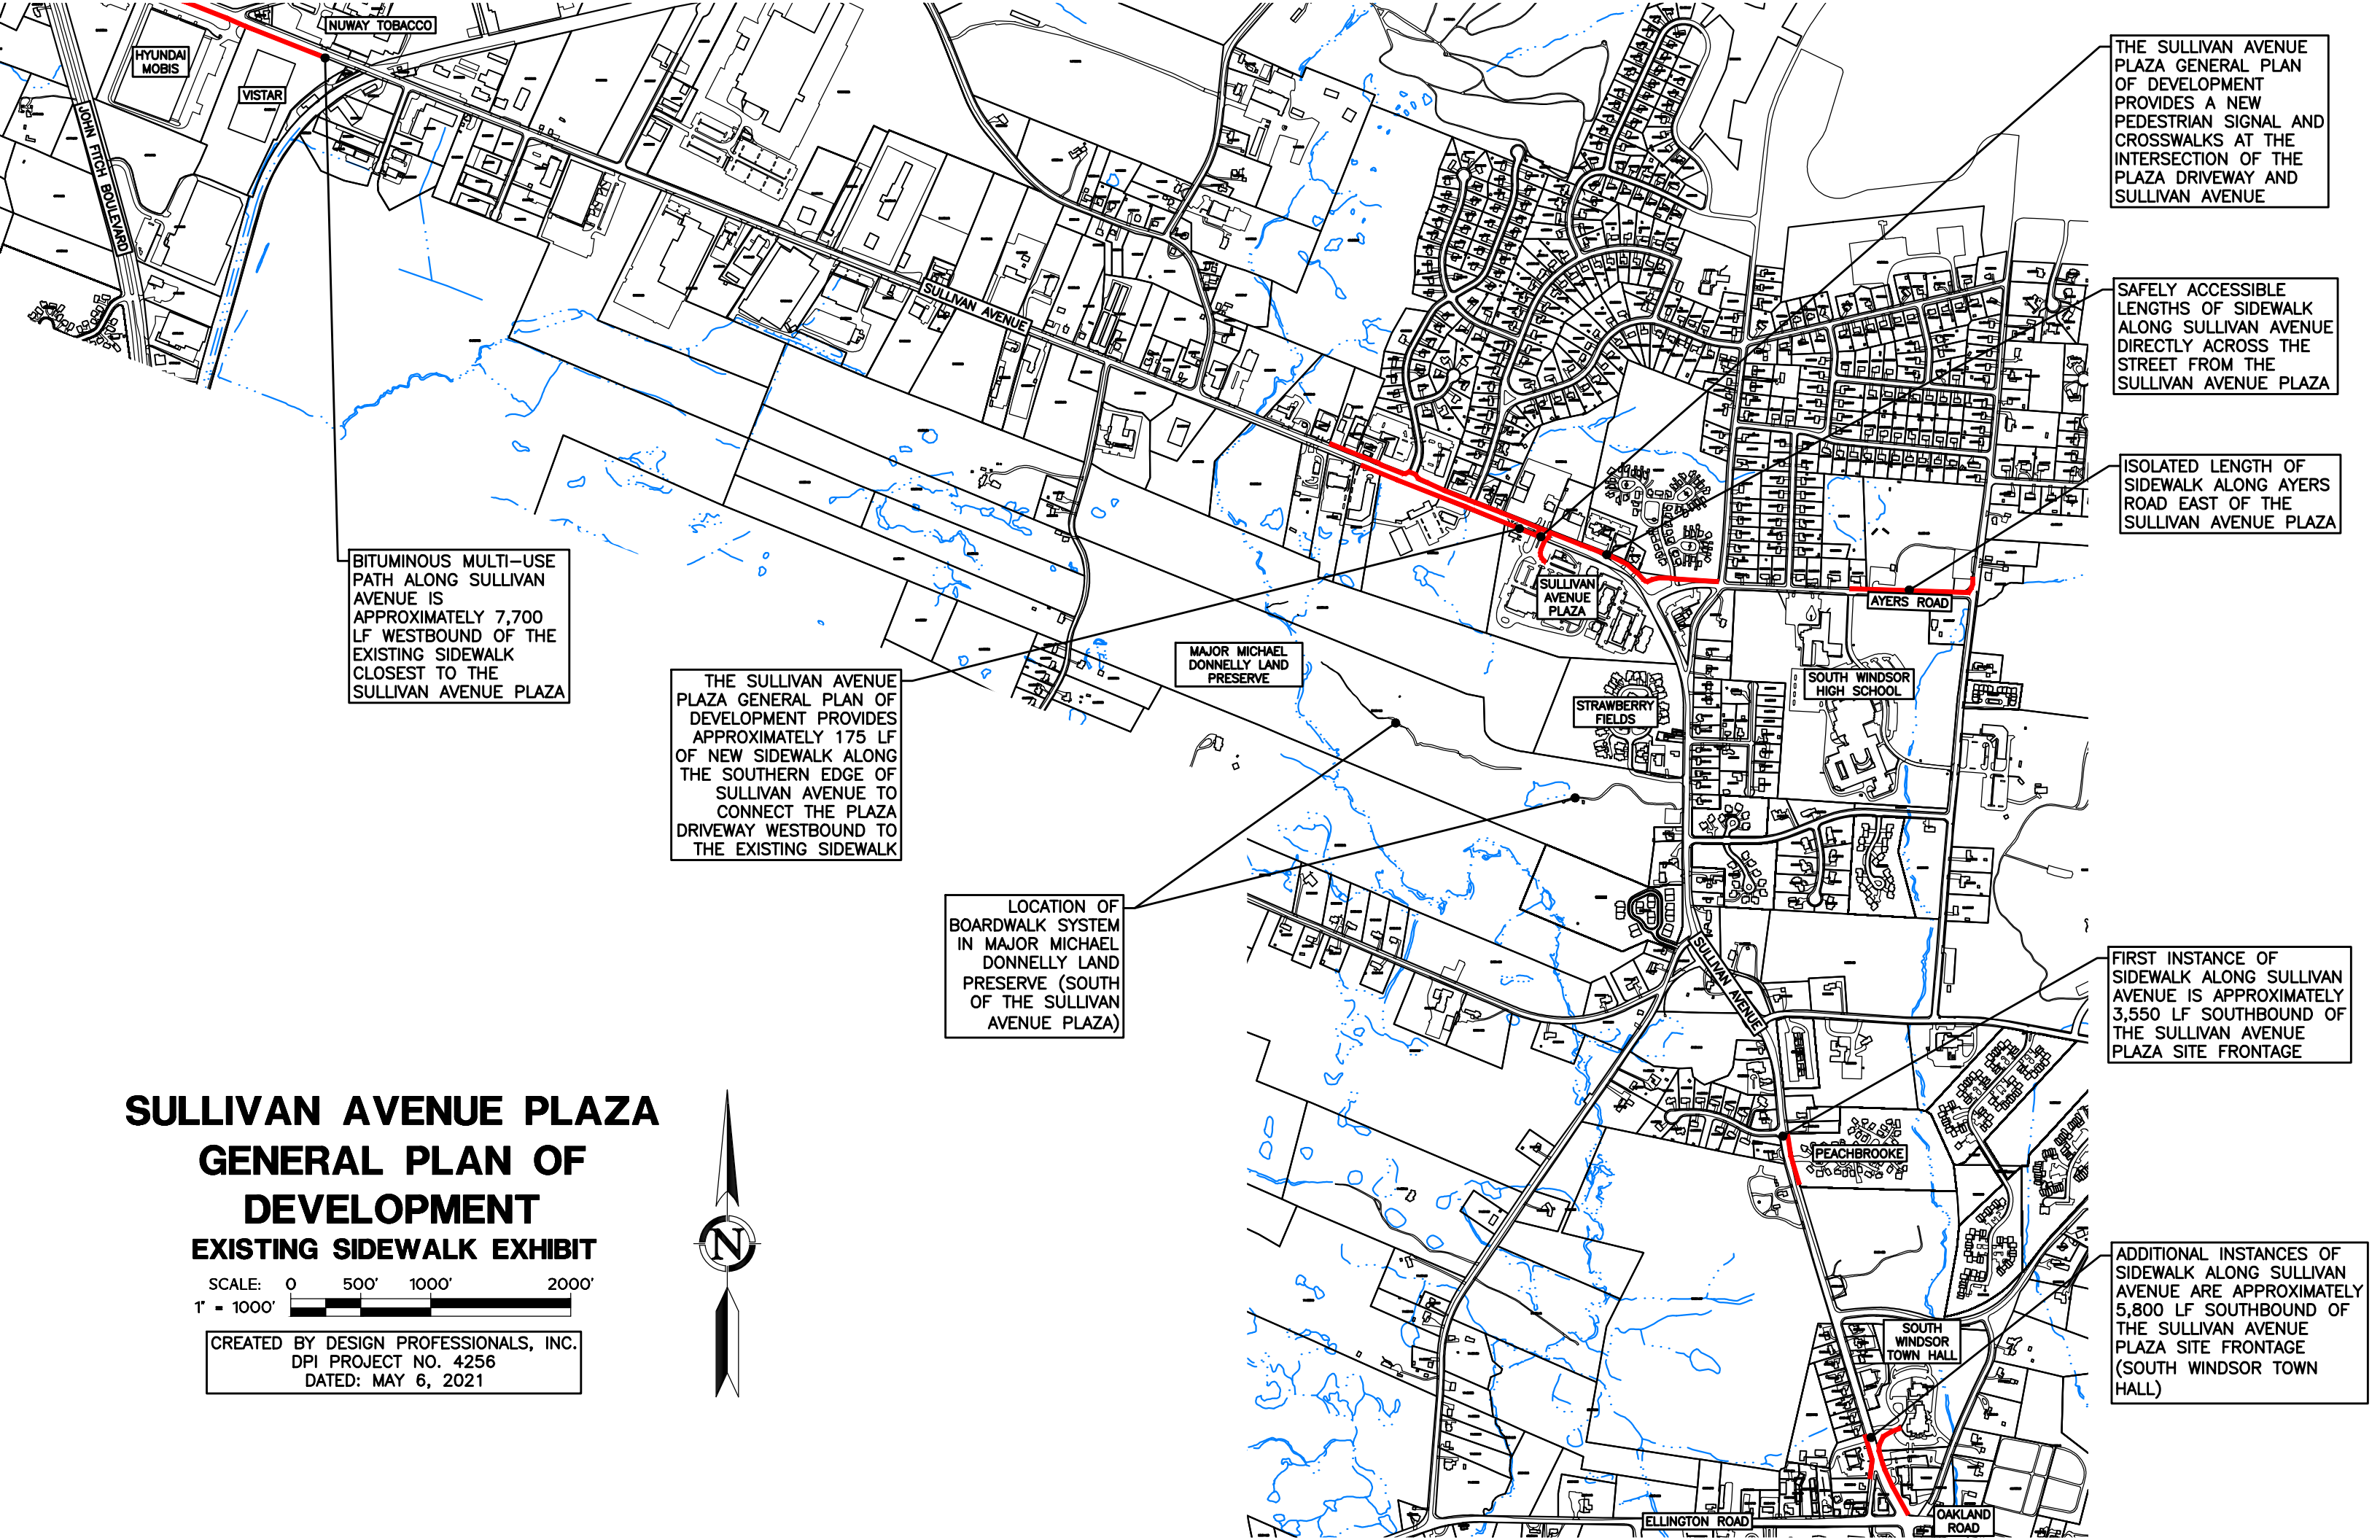 NUWAY TOBACCO
HYUNDAI
MOBIS
VISTAR
JOHN FITCH BOULEVARD
SULLIVAN AVENUE
THE SULLIVAN AVENUE
PLAZA GENERAL PLAN
OF DEVELOPMENT
PROVIDES A NEW
PEDESTRIAN SIGNAL AND
CROSSWALKS AT THE
INTERSECTION OF THE
PLAZA DRIVEWAY AND
SULLIVAN AVENUE
SAFELY ACCESSIBLE
LENGTHS OF SIDEWALK
ALONG SULLIVAN AVENUE
DIRECTLY ACROSS THE
STREET FROM THE
SULLIVAN AVENUE PLAZA
ISOLATED LENGTH OF
SIDEWALK ALONG AYERS
ROAD EAST OF THE
SULLIVAN AVENUE PLAZA
BITUMINOUS MULTI-USE
PATH ALONG SULLIVAN
AVENUE IS
APPROXIMATELY 7,700
LF WESTBOUND OF THE
EXISTING SIDEWALK
CLOSEST TO THE
SULLIVAN AVENUE PLAZA
SULLIVAN
AVENUE
PLAZA
AYERS ROAD
THE SULLIVAN AVENUE
PLAZA GENERAL PLAN OF
DEVELOPMENT PROVIDES
APPROXIMATELY 175 LF
OF NEW SIDEWALK ALONG
THE SOUTHERN EDGE OF
SULLIVAN AVENUE TO
CONNECT THE PLAZA
DRIVEWAY WESTBOUND TO
THE EXISTING SIDEWALK
MAJOR MICHAEL
DONNELLY LAND
PRESERVE
STRAWBERRY
FIELDS
SOUTH WINDSOR
HIGH SCHOOL
LOCATION OF
BOARDWALK SYSTEM
IN MAJOR MICHAEL
DONNELLY LAND
PRESERVE (SOUTH
OF THE SULLIVAN
AVENUE PLAZA)
SULLIVAN AVENUE
FIRST INSTANCE OF
SIDEWALK ALONG SULLIVAN
AVENUE IS APPROXIMATELY
3,550 LF SOUTHBOUND OF
THE SULLIVAN AVENUE
PLAZA SITE FRONTAGE
PEACHBROOKE
ADDITIONAL INSTANCES OF
SIDEWALK ALONG SULLIVAN
AVENUE ARE APPROXIMATELY
5,800 LF SOUTHBOUND OF
THE SULLIVAN AVENUE
PLAZA SITE FRONTAGE
(SOUTH WINDSOR TOWN
HALL)
SOUTH
WINDSOR
TOWN HALL
ELLINGTON ROAD
OAKLAND
ROAD
SULLIVAN AVENUE PLAZA
GENERAL PLAN OF
DEVELOPMENT
EXISTING SIDEWALK EXHIBIT
SCALE: 0 500' 1000' 2000'
1" = 1000'
N
CREATED BY DESIGN PROFESSIONALS, INC.
DPI PROJECT NO. 4256
DATED: MAY 6, 2021